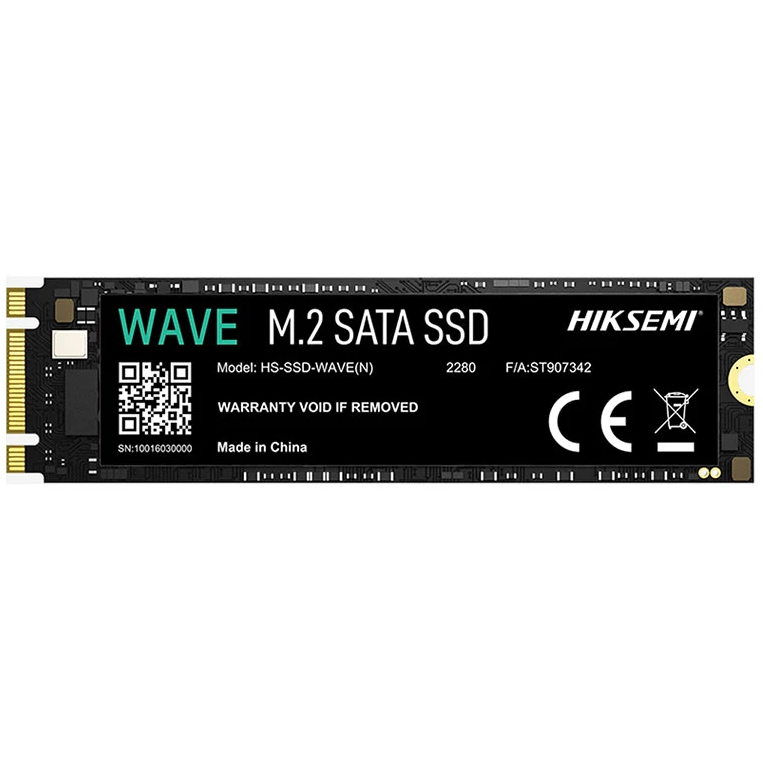 WAVE M.2 SATA SSD HIKSEMI®
Model: HS-SSD-WAVE(N) 2280 F/A:ST907342
WARRANTY VOID IF REMOVED
SN:10016030000 Made in China
CE